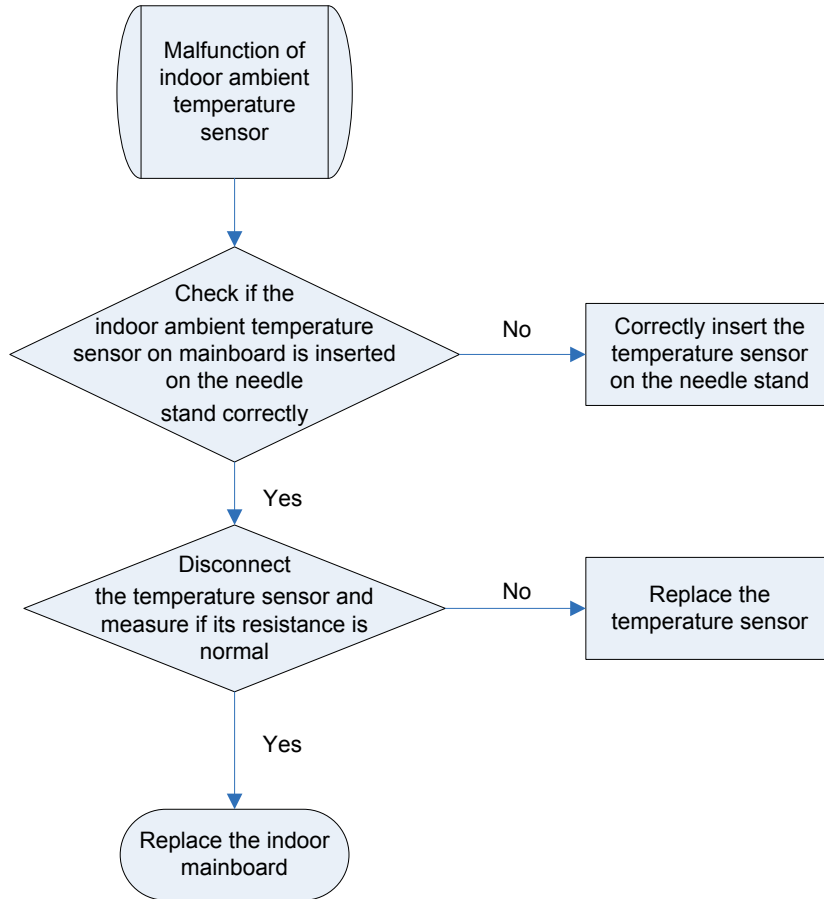 Malfunction of
indoor ambient
temperature
sensor
Check if the
indoor ambient temperature
sensor on mainboard is inserted
on the needle
stand correctly
No
Correctly insert the
temperature sensor
on the needle stand
Yes
Disconnect
the temperature sensor and
measure if its resistance is
normal
No
Replace the
temperature sensor
Yes
Replace the indoor
mainboard